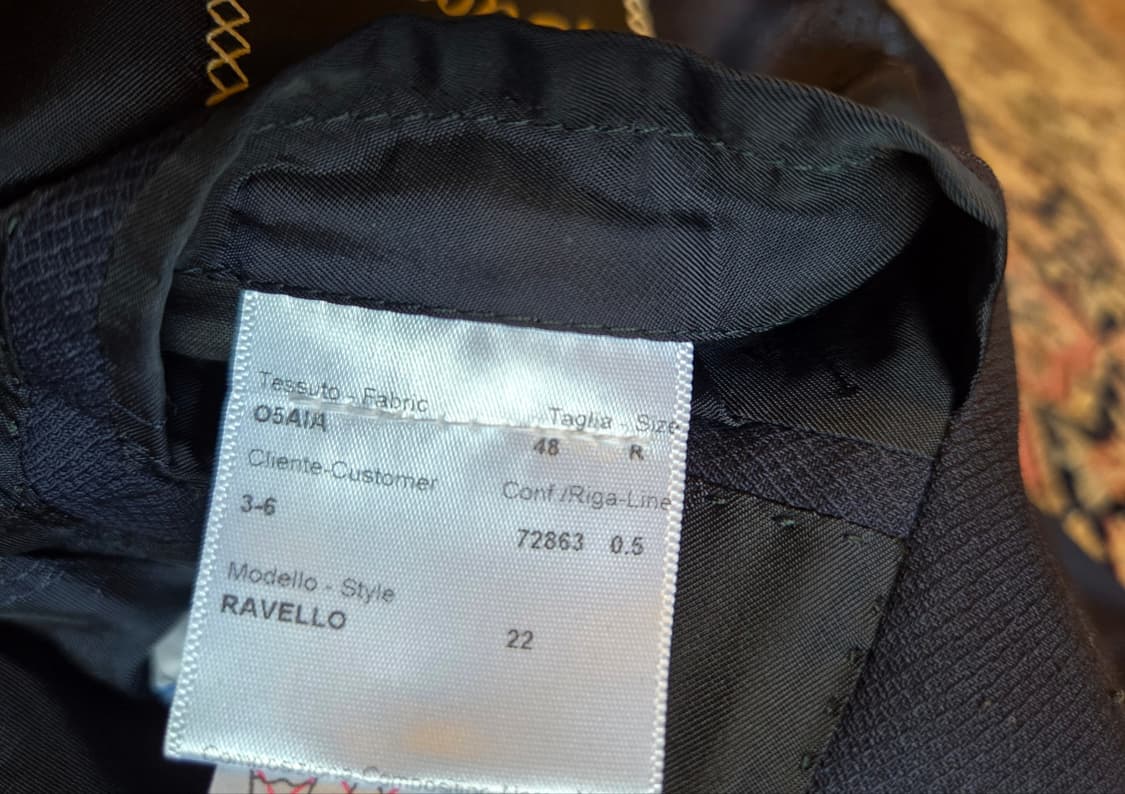 Tessuto - Fabric
Taglia - Size
O5AIA
48 R
Cliente-Customer
Conf /Riga-Line
3-6
72863 0.5
Modello - Style
RAVELLO
22